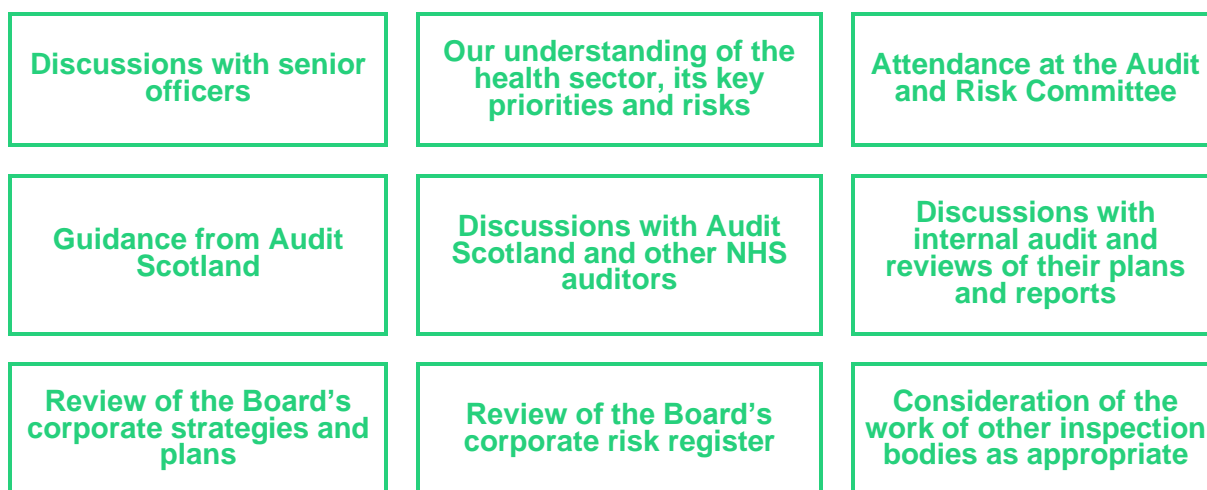 Discussions with senior
officers
Our understanding of the
health sector, its key
priorities and risks
Attendance at the Audit
and Risk Committee
Guidance from Audit
Scotland
Discussions with Audit
Scotland and other NHS
auditors
Discussions with
internal audit and
reviews of their plans
and reports
Review of the Board’s
corporate strategies and
plans
Review of the Board’s
corporate risk register
Consideration of the
work of other inspection
bodies as appropriate